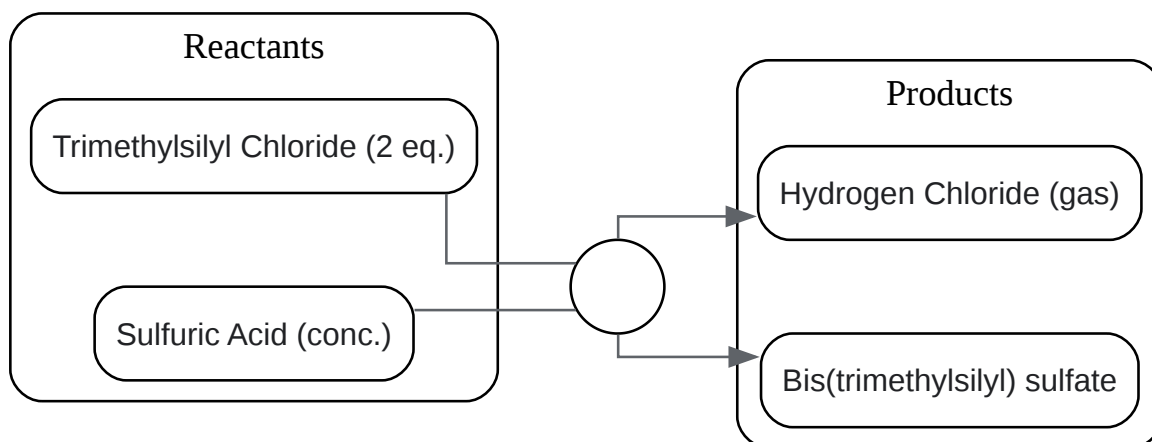 Reactants
Trimethylsilyl Chloride (2 eq.)
Sulfuric Acid (conc.)
Products
Hydrogen Chloride (gas)
Bis(trimethylsilyl) sulfate